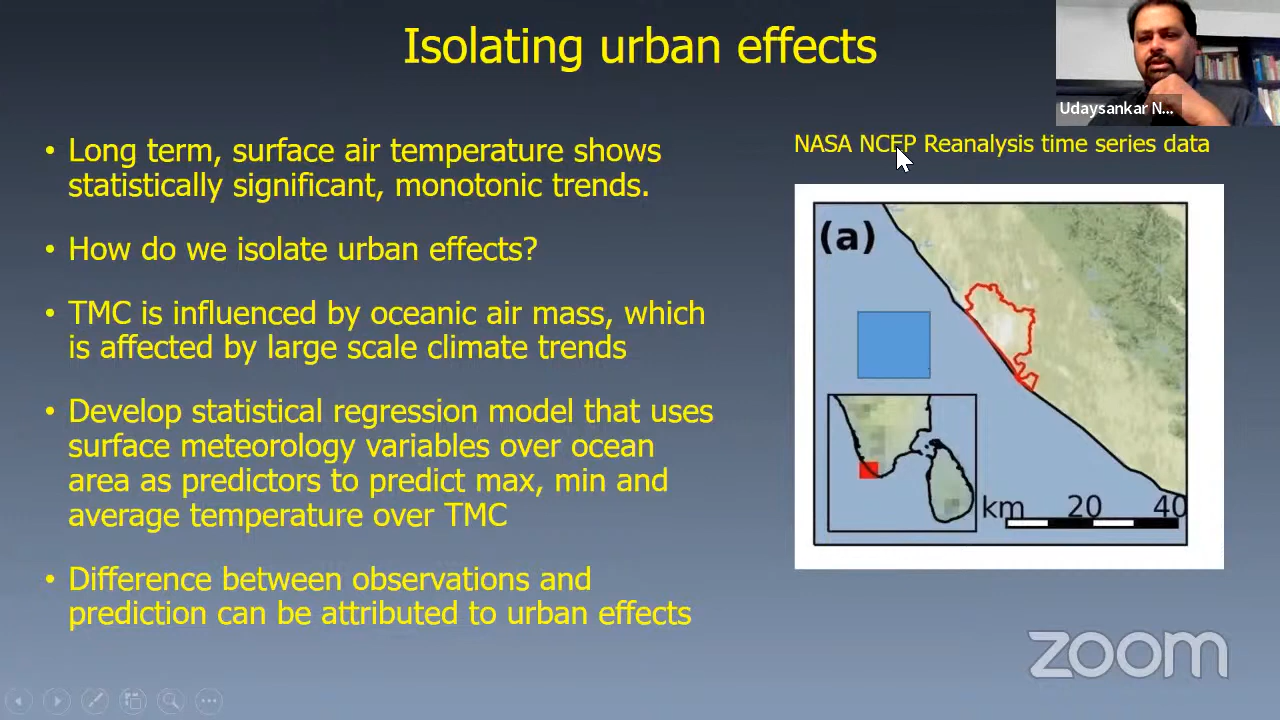 Isolating urban effects
Udaysankar N...
• Long term, surface air temperature shows
statistically significant, monotonic trends.
• How do we isolate urban effects?
• TMC is influenced by oceanic air mass, which
is affected by large scale climate trends
• Develop statistical regression model that uses
surface meteorology variables over ocean
area as predictors to predict max, min and
average temperature over TMC
• Difference between observations and
prediction can be attributed to urban effects
NASA NCEP Reanalysis time series data
(a)
km 20 40
zoom